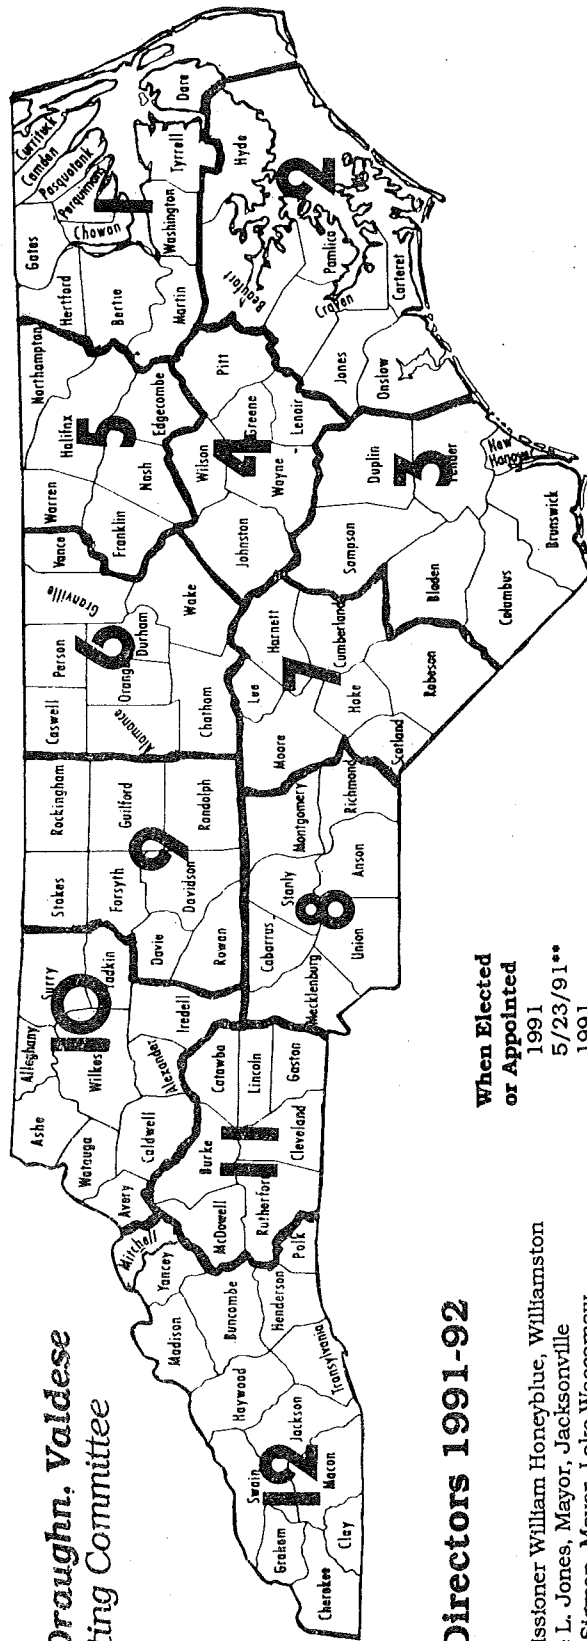 Draughn, Valdese
ting Committee
Cherokee
Graham
Clay
Swain
Macon
12
Jackson
Haywood
Transylvania
Madison
Buncombe
Henderson
Yancey
Mitchell
Polk
Avery
McDowell
Rutherford
Burke
11
Cleveland
Catawba
Lincoln
Gaston
Ashe
Watauga
Caldwell
Alleghany
Wilkes
Alexander
10
Surry
Yadkin
Iredell
Stakes
Forsyth
Davie
Davidson
Rowan
9
Rockingham
Guilford
Randolph
Mecklenburg
Cabarrus
Union
Stanly
8
Anson
Montgomery
Richmond
Caswell
Alamance
Person
Orange
6
Durham
Chatham
Granville
Vance
Wake
Moore
Lee
Harnett
7
Hoke
Cumberland
Scotland
Robeson
Warren
Franklin
Halifax
5
Nash
Northampton
Edgecombe
Johnston
Wilson
4
Wayne
Greene
Lenoir
Pitt
Sampson
Duplin
3
Pender
Bladen
Columbus
New Hanover
Brunswick
Hertford
Gates
Bertie
Martin
Currituck
Camden
Pasquotank
Perquimans
Chowan
1
Washington
Tyrrell
Dare
Hyde
2
Beaufort
Pamlico
Craven
Carteret
Jones
Onslow
Directors 1991-92
When Elected
or Appointed
issioner William Honeyblue, Williamston
1991
L. Jones, Mayor, Jacksonville
5/23/91**
Mayor, Lake Waccamaw
1991